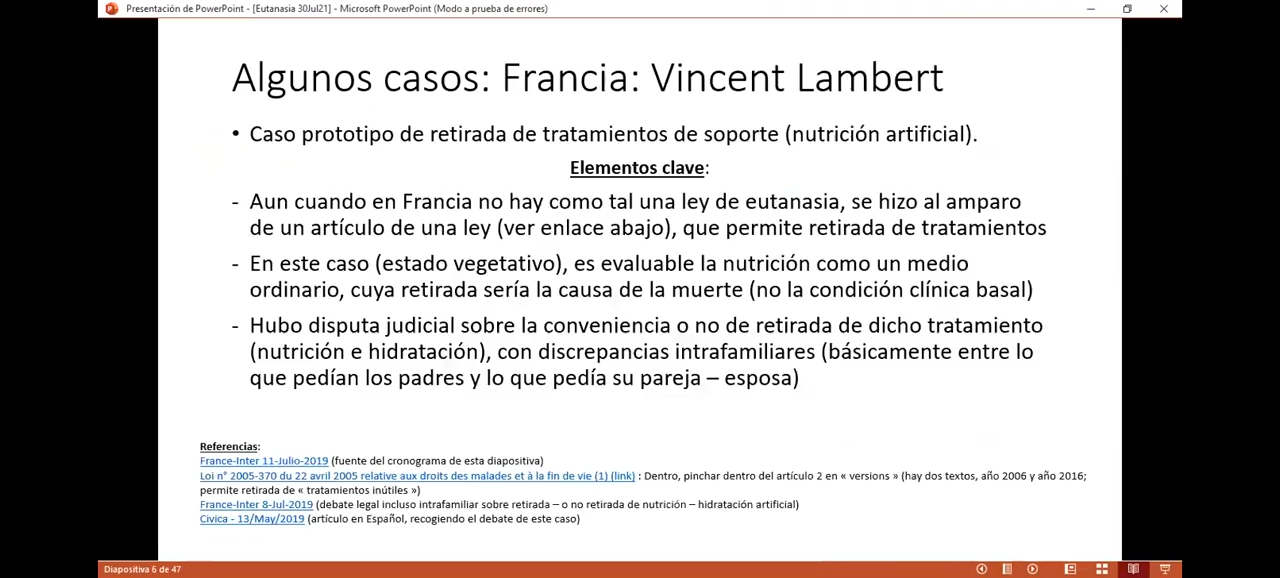 Presentación de PowerPoint - [Eutanasia 30Jul21] - Microsoft PowerPoint (Modo a prueba de errores)
Algunos casos: Francia: Vincent Lambert
• Caso prototipo de retirada de tratamientos de soporte (nutrición artificial).
Elementos clave:
- Aun cuando en Francia no hay como tal una ley de eutanasia, se hizo al amparo
de un artículo de una ley (ver enlace abajo), que permite retirada de tratamientos
- En este caso (estado vegetativo), es evaluable la nutrición como un medio
ordinario, cuya retirada sería la causa de la muerte (no la condición clínica basal)
- Hubo disputa judicial sobre la conveniencia o no de retirada de dicho tratamiento
(nutrición e hidratación), con discrepancias intrafamiliares (básicamente entre lo
que pedían los padres y lo que pedía su pareja – esposa)
Referencias:
France-Inter 11-Julio-2019 (fuente del cronograma de esta diapositiva)
Loi n° 2005-370 du 22 avril 2005 relative aux droits des malades et à la fin de vie (1) (link) : Dentro, pinchar dentro del artículo 2 en « versions » (hay dos textos, año 2006 y año 2016;
permite retirada de « tratamientos inútiles »)
France-Inter 8-Jul-2019 (debate legal incluso intrafamiliar sobre retirada – o no retirada de nutrición – hidratación artificial)
Civica - 13/May/2019 (artículo en Español, recogiendo el debate de este caso)
Diapositiva 6 de 47